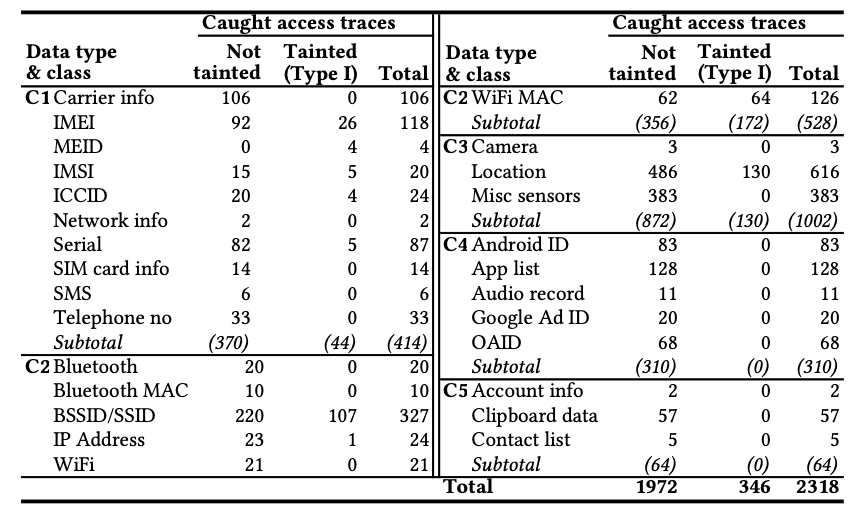 Caught access traces
Data type & class Not tainted Tainted (Type I) Total
C1 Carrier info 106 0 106
IMEI 92 26 118
MEID 0 4 4
IMSI 15 5 20
ICCID 20 4 24
Network info 2 0 2
Serial 82 5 87
SIM card info 14 0 14
SMS 6 0 6
Telephone no 33 0 33
Subtotal (370) (44) (414)
C2 Bluetooth 20 0 20
Bluetooth MAC 10 0 10
BSSID/SSID 220 107 327
IP Address 23 1 24
WiFi 21 0 21
Caught access traces
Data type & class Not tainted Tainted (Type I) Total
C2 WiFi MAC 62 64 126
Subtotal (356) (172) (528)
C3 Camera 3 0 3
Location 486 130 616
Misc sensors 383 0 383
Subtotal (872) (130) (1002)
C4 Android ID 83 0 83
App list 128 0 128
Audio record 11 0 11
Google Ad ID 20 0 20
OAID 68 0 68
Subtotal (310) (0) (310)
C5 Account info 2 0 2
Clipboard data 57 0 57
Contact list 5 0 5
Subtotal (64) (0) (64)
Total 1972 346 2318